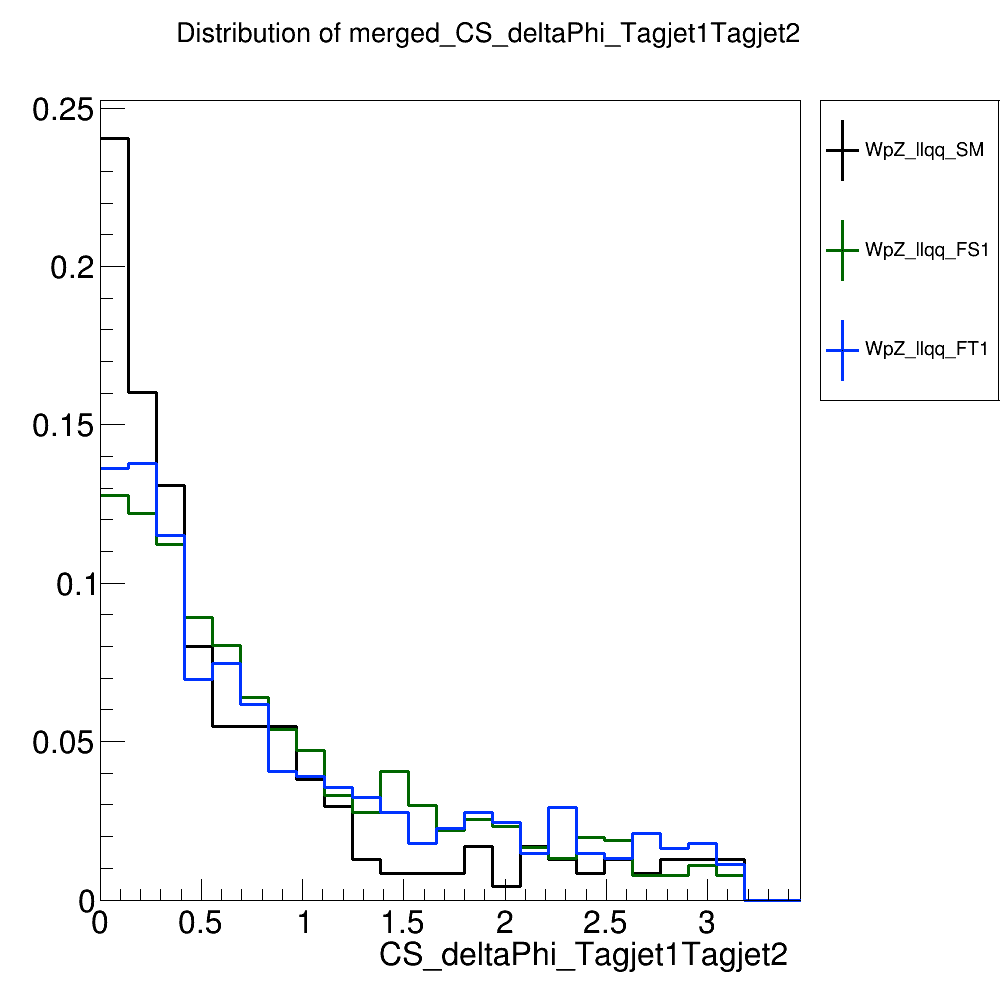 Distribution of merged_CS_deltaPhi_Tagjet1Tagjet2
0.25
0.2
0.15
0.1
0.05
0
0 0.5 1 1.5 2 2.5 3
CS_deltaPhi_Tagjet1Tagjet2
WpZ_llqq_SM
WpZ_llqq_FS1
WpZ_llqq_FT1